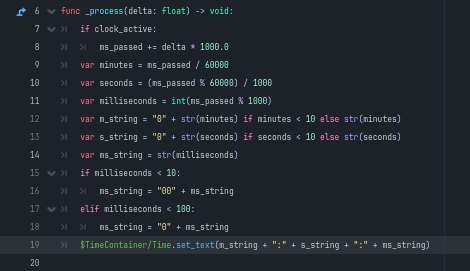 6 func _process(delta: float) -> void:
7 if clock_active:
8 ms_passed += delta * 1000.0
9 var minutes = ms_passed / 60000
10 var seconds = (ms_passed % 60000) / 1000
11 var milliseconds = int(ms_passed % 1000)
12 var m_string = "0" + str(minutes) if minutes < 10 else str(minutes)
13 var s_string = "0" + str(seconds) if seconds < 10 else str(seconds)
14 var ms_string = str(milliseconds)
15 if milliseconds < 10:
16 ms_string = "00" + ms_string
17 elif milliseconds < 100:
18 ms_string = "0" + ms_string
19 $TimeContainer/Time.set_text(m_string + ":" + s_string + ":" + ms_string)
20